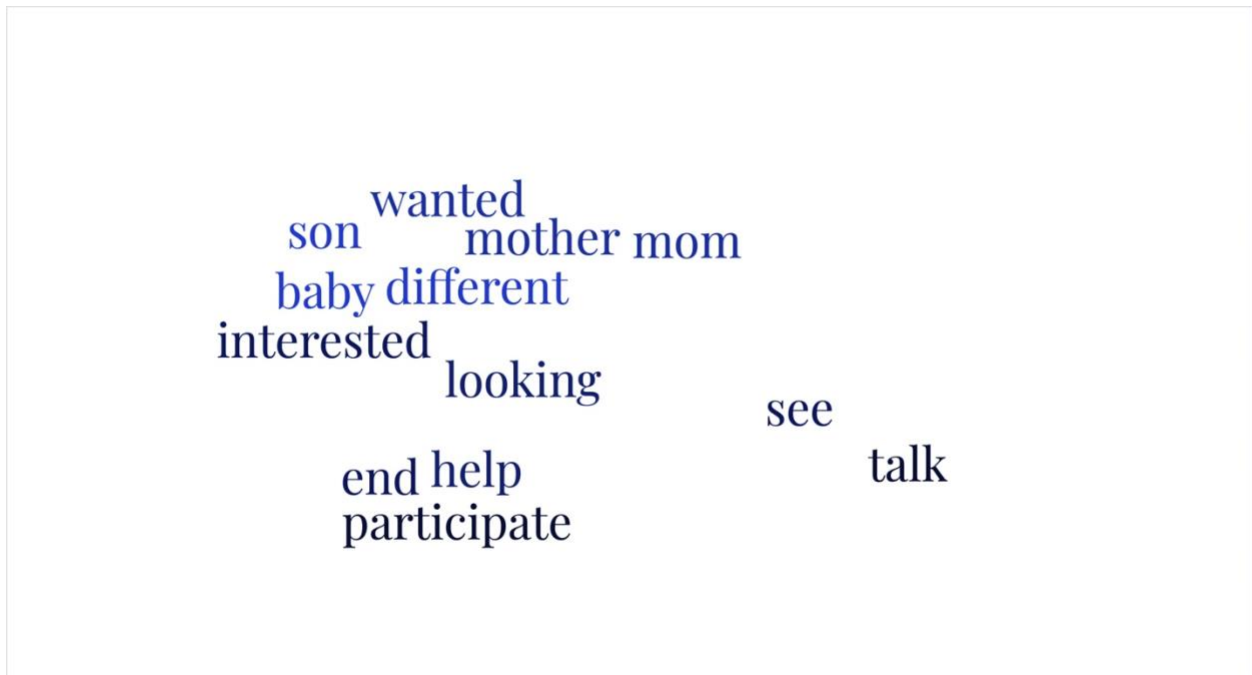 wanted
son
mother mom
baby different
interested
looking
see
talk
end help
participate